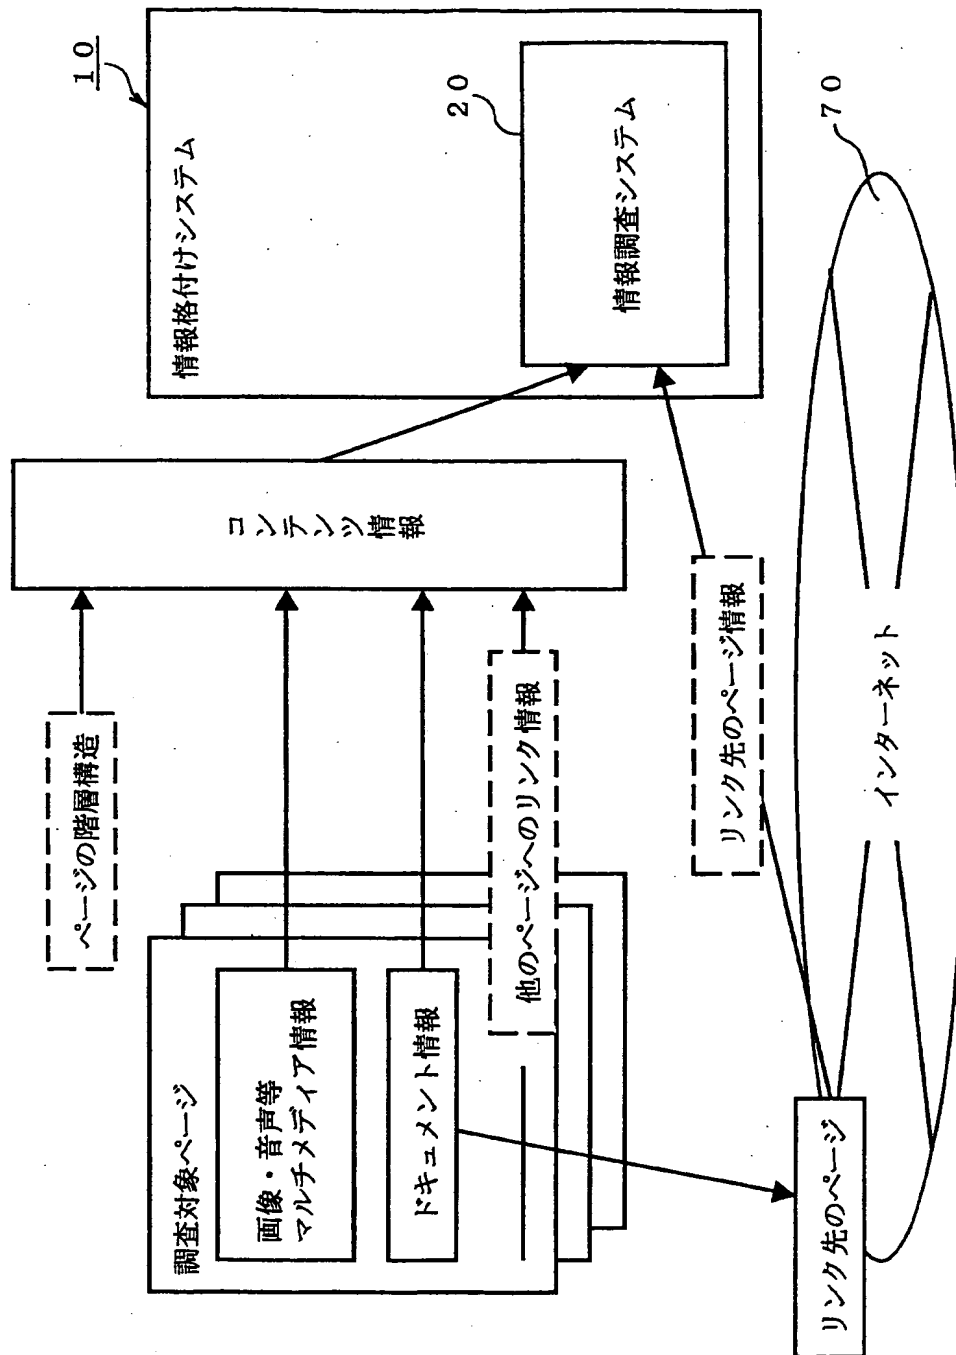 ページの階層構造
調査対象ページ
画像・音声等
マルチメディア情報
ドキュメント情報
他のページへのリンク情報
コンテンツ情報
10
情報格付けシステム
20
情報調査システム
リンク先のページ情報
リンク先のページ
インターネット
70